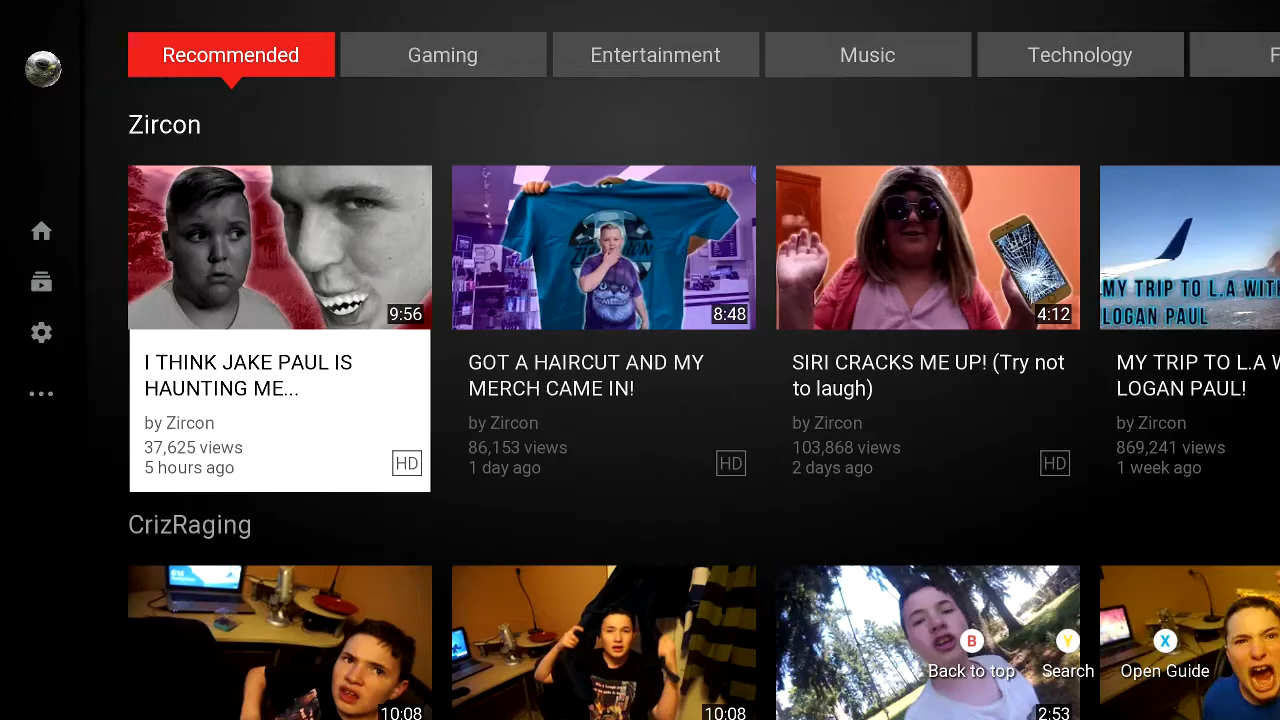 Recommended
Gaming
Entertainment
Music
Technology
F
Zircon
9:56
8:48
4:12
MY TRIP TO L.A WITH
LOGAN PAUL
I THINK JAKE PAUL IS
HAUNTING ME...
by Zircon
37,625 views
5 hours ago
HD
GOT A HAIRCUT AND MY
MERCH CAME IN!
by Zircon
86,153 views
1 day ago
HD
SIRI CRACKS ME UP! (Try not
to laugh)
by Zircon
103,868 views
2 days ago
HD
MY TRIP TO L.A W
LOGAN PAUL!
by Zircon
869,241 views
1 week ago
CrizRaging
B
Back to top
Y
Search
X
Open Guide
10:08
10:08
2:53